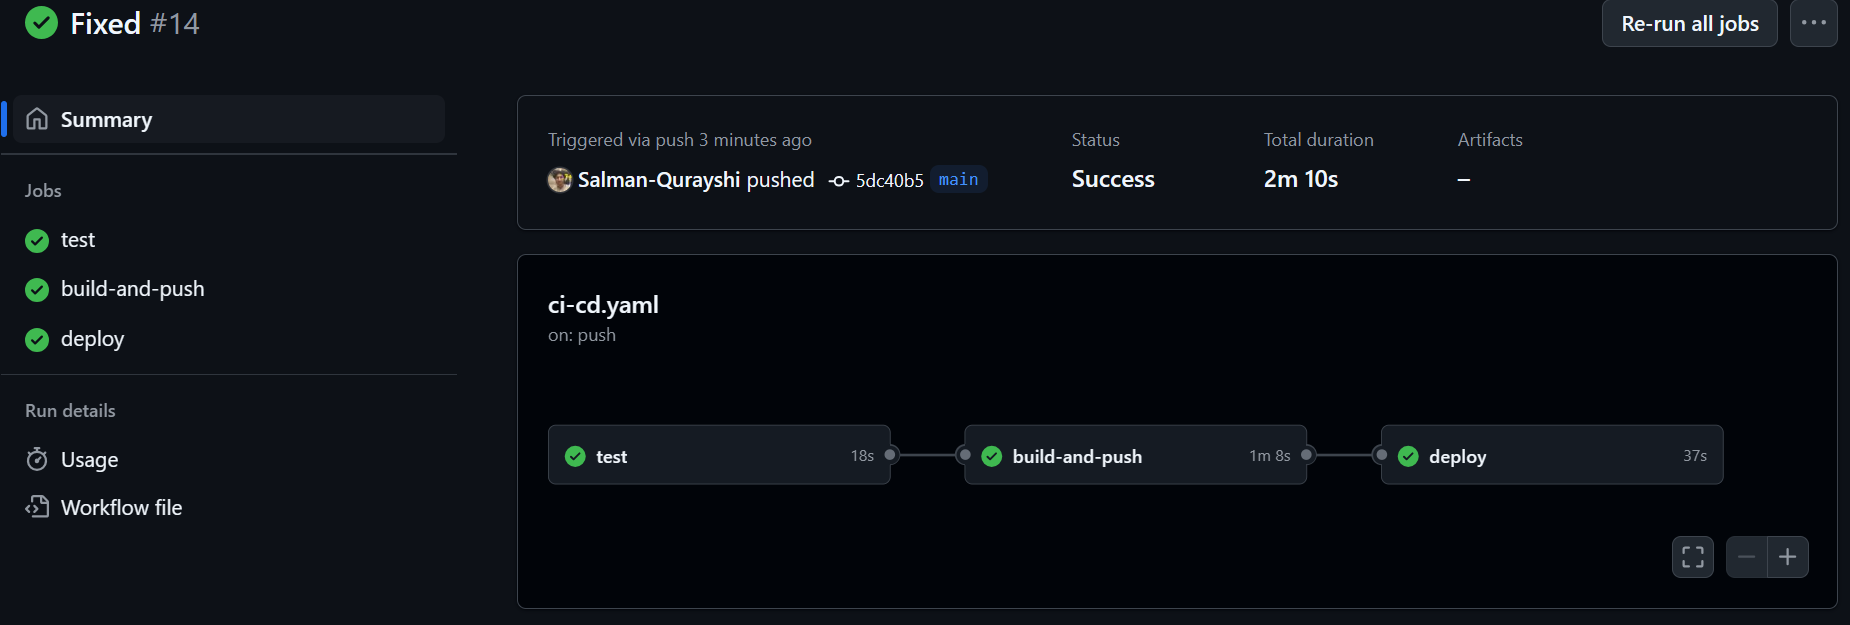 Fixed #14
Re-run all jobs
Summary
Jobs
test
build-and-push
deploy
Run details
Usage
Workflow file
Triggered via push 3 minutes ago
Salman-Qurayshi pushed 5dc40b5 main
Status
Success
Total duration
2m 10s
Artifacts
–
ci-cd.yaml
on: push
test 18s
build-and-push 1m 8s
deploy 37s